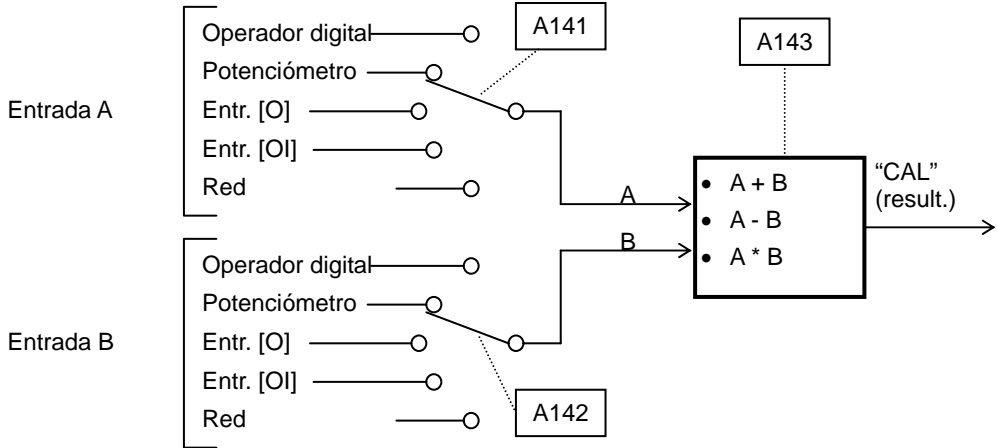 Entrada A
Operador digital
Potenciómetro
Entr. [O]
Entr. [OI]
Red
A141
A143
A
B
• A + B
• A - B
• A * B
“CAL”
(result.)
Entrada B
Operador digital
Potenciómetro
Entr. [O]
Entr. [OI]
Red
A142